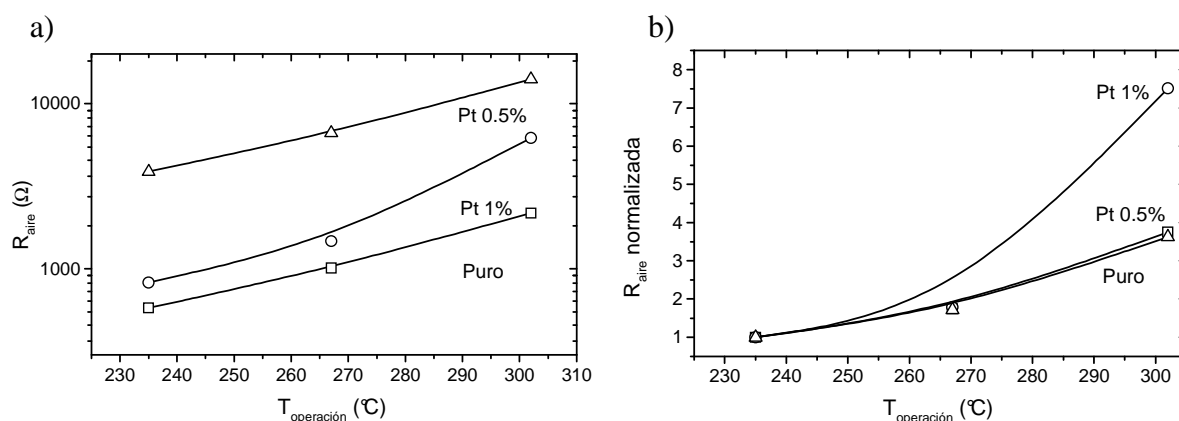 a)
10000
1000
R_aire (Ω)
Pt 0.5%
Pt 1%
Puro
230 240 250 260 270 280 290 300 310
T_operación (°C)
b)
8
7
6
5
4
3
2
1
R_aire normalizada
Pt 1%
Pt 0.5%
Puro
230 240 250 260 270 280 290 300
T_operación (°C)